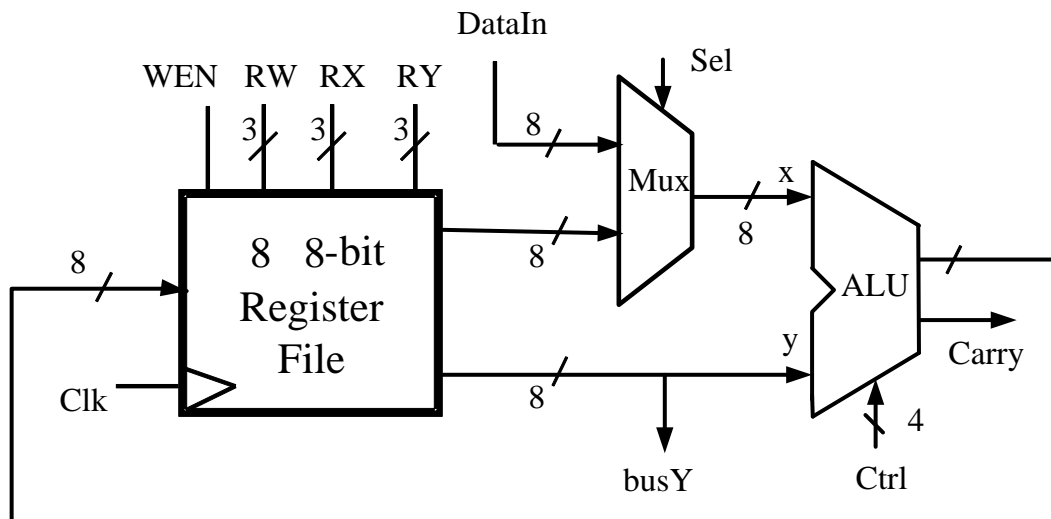 DataIn
Sel
WEN RW RX RY
3 3 3
8
Mux
x
8
8
8
8 8-bit
Register
File
8
ALU
y
Carry
Clk
8
4
busY
Ctrl